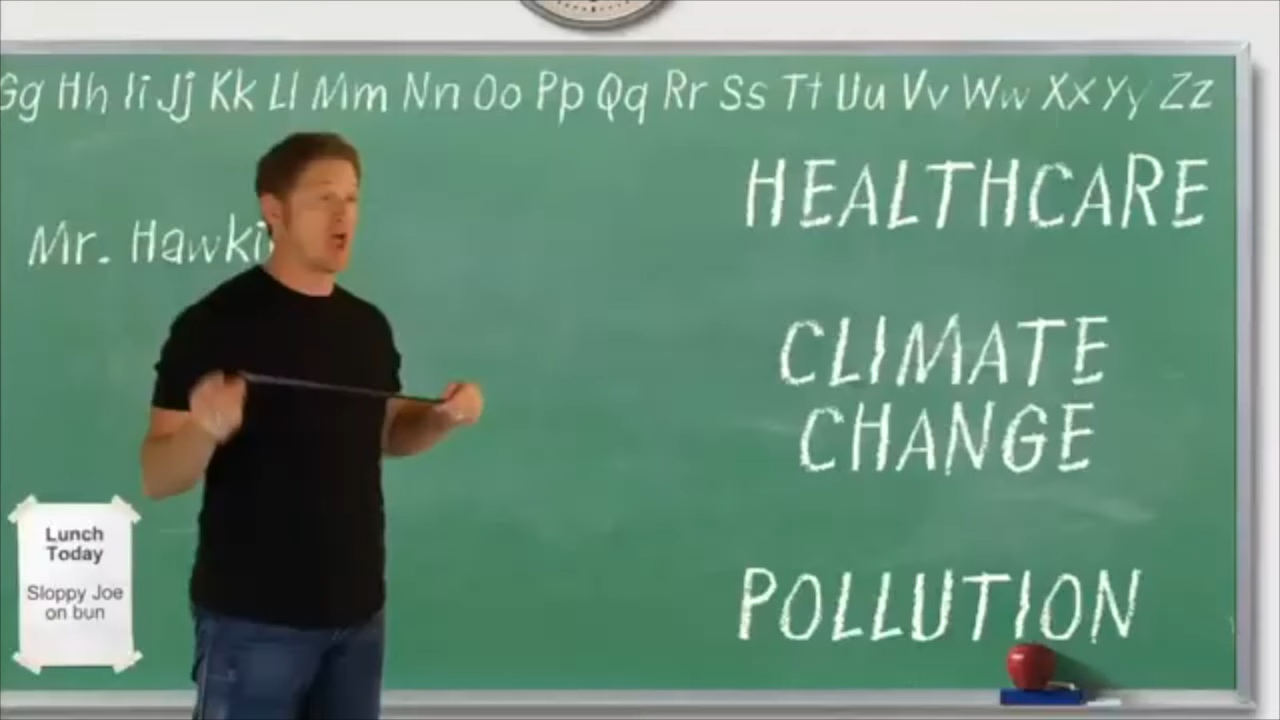 Gg Hh Ii Jj Kk Ll Mm Nn Oo Pp Qq Rr Ss Tt Uu Vv Ww Xx Yy Zz
HEALTHCARE
Mr. Hawki
CLIMATE
CHANGE
Lunch
Today
Sloppy Joe
on bun
POLLUTION